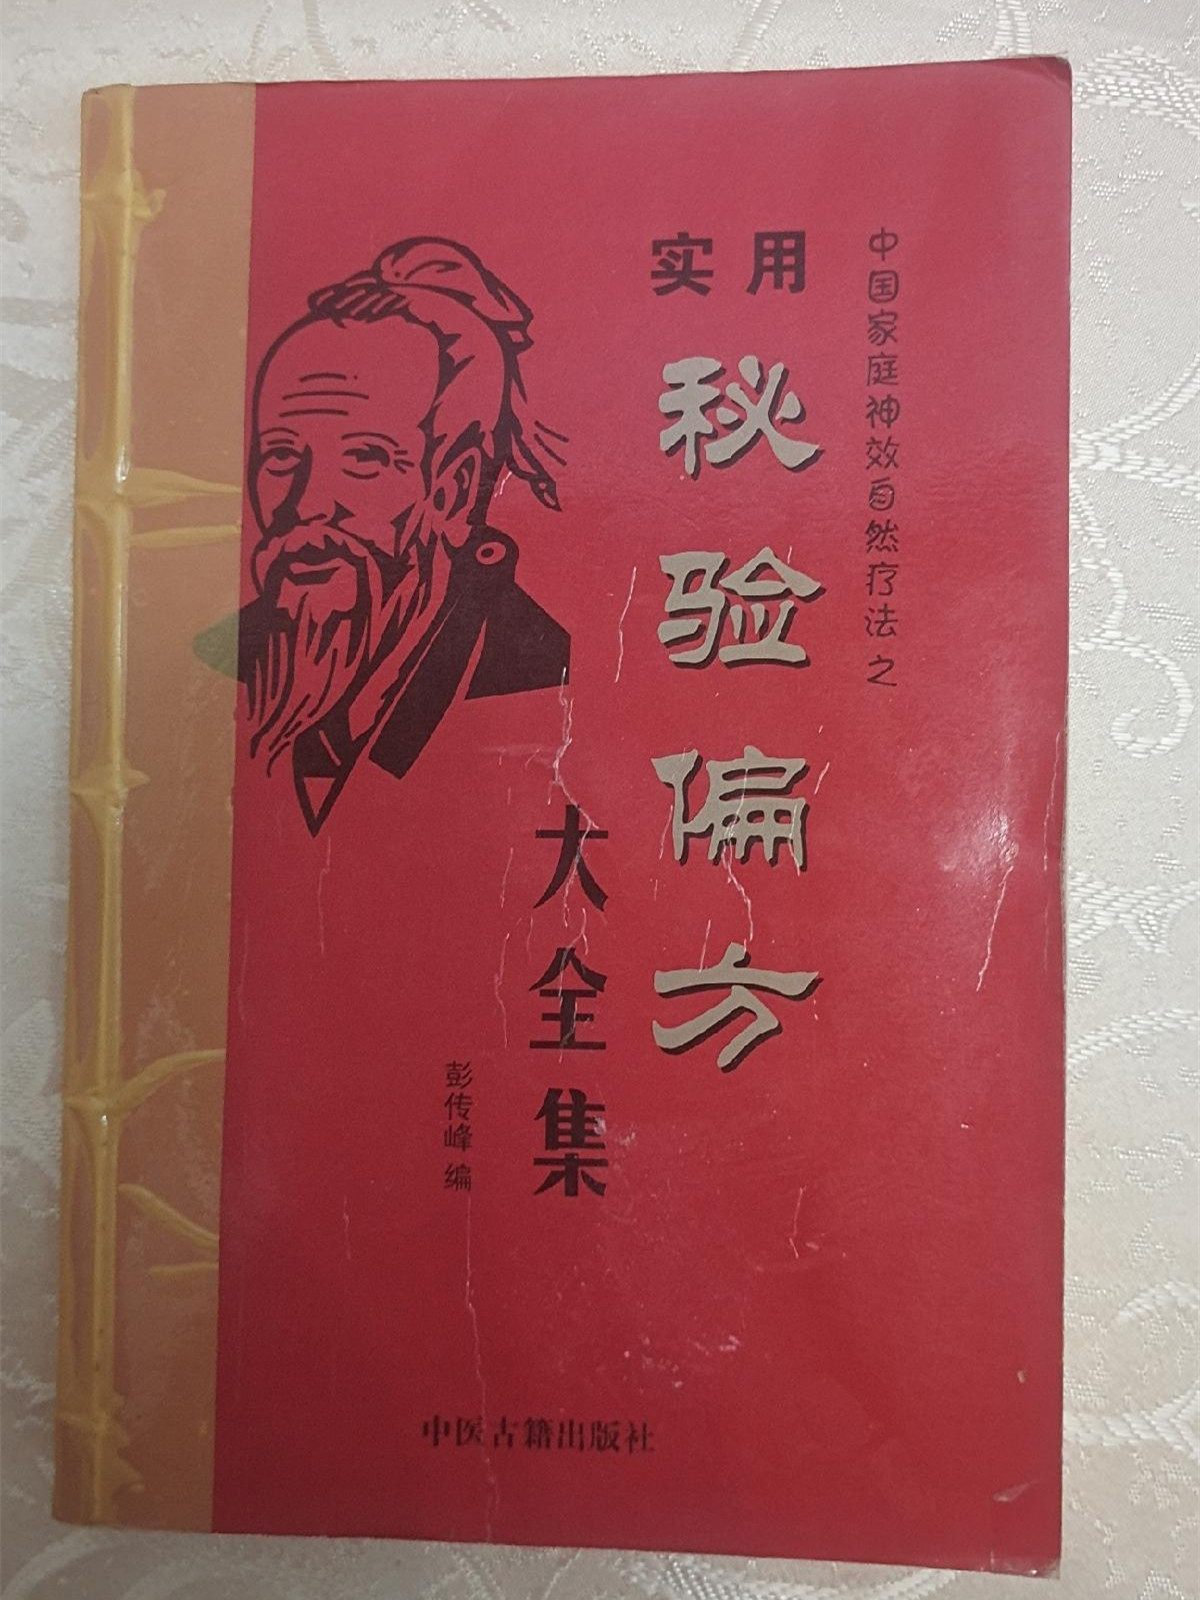 中国家庭神效自然疗法之
实用
秘验偏方
大全集
彭传峰 编
中医古籍出版社